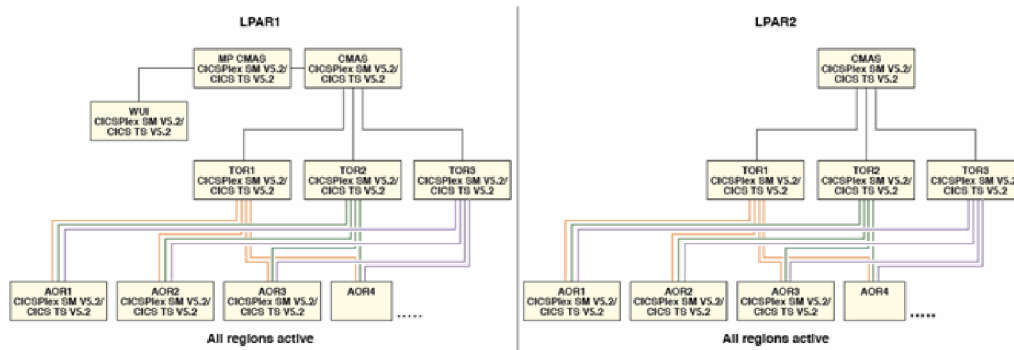 LPAR1
LPAR2
MP CMAS
CICSPlex SM V5.2/
CICS TS V5.2
CMAS
CICSPlex SM V5.2/
CICS TS V5.2
CMAS
CICSPlex SM V5.2/
CICS TS V5.2
WUI
CICSPlex SM V5.2/
CICS TS V5.2
TOR1
CICSPlex SM V5.2/
CICS TS V5.2
TOR2
CICSPlex SM V5.2/
CICS TS V5.2
TOR3
CICSPlex SM V5.2/
CICS TS V5.2
TOR1
CICSPlex SM V5.2/
CICS TS V5.2
TOR2
CICSPlex SM V5.2/
CICS TS V5.2
TOR3
CICSPlex SM V5.2/
CICS TS V5.2
AOR1
CICSPlex SM V5.2/
CICS TS V5.2
AOR2
CICSPlex SM V5.2/
CICS TS V5.2
AOR3
CICSPlex SM V5.2/
CICS TS V5.2
AOR4
.....
AOR1
CICSPlex SM V5.2/
CICS TS V5.2
AOR2
CICSPlex SM V5.2/
CICS TS V5.2
AOR3
CICSPlex SM V5.2/
CICS TS V5.2
AOR4
.....
All regions active
All regions active